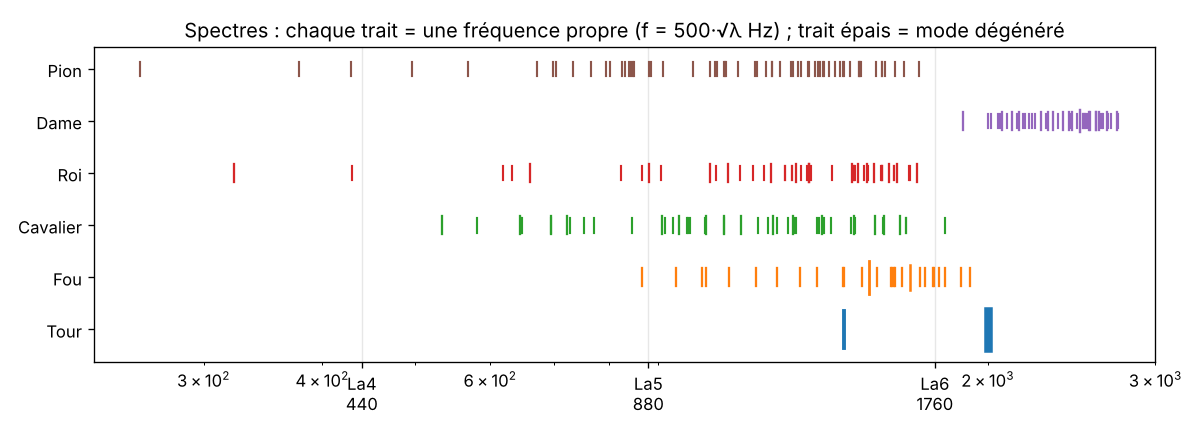 Spectres : chaque trait = une fréquence propre (f = 500·√λ Hz) ; trait épais = mode dégénéré
Pion
Dame
Roi
Cavalier
Fou
Tour
3 × 10² 4 × 10² La4 6 × 10² La5 La6 2 × 10³ 3 × 10³
440 880 1760